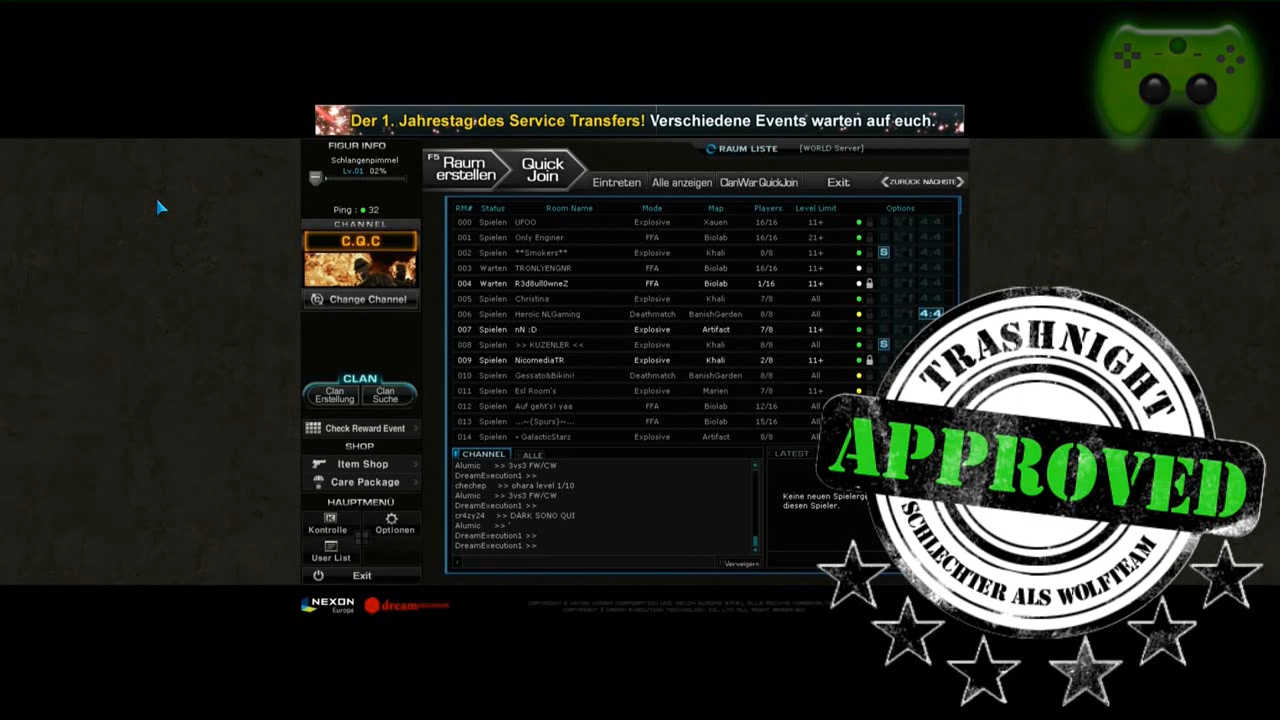 Der 1. Jahrestag des Service Transfers! Verschiedene Events warten auf euch.
FIGUR INFO
Schlangenpimmel
Lv.01 02%
Ping : 32
CHANNEL
C.Q.C
Change Channel
CLAN
Clan Erstellung
Clan Suche
Check Reward Event
SHOP
Item Shop
Care Package
HAUPTMENÜ
Kontrolle
Optionen
User List
Exit
NEXON Europe
dream
RAUM LISTE [WORLD Server]
F5 Raum erstellen
Quick Join
Eintreten
Alle anzeigen
ClanWar QuickJoin
Exit
ZURÜCK NÄCHSTE
RM# Status Room Name Mode Map Players Level Limit Options
000 Spielen UFOO Explosive Xauen 16/16 11+
001 Spielen Only Enginer FFA Biolab 16/16 21+
002 Spielen **Smokers** Explosive Khali 8/8 11+ S
003 Warten TRONLYENGNR FFA Biolab 16/16 11+
004 Warten R3d8ull0wneZ FFA Biolab 1/16 11+
005 Spielen Christina Explosive Khali 7/8 All
006 Spielen Heroic NLGaming Deathmatch BanishGarden 8/8 All 4:4
007 Spielen nN :D Explosive Artifact 7/8 11+
008 Spielen >> KUZENLER << Explosive Khali 8/8 All S
009 Spielen NicomediaTR Explosive Khali 2/8 11+
010 Spielen Gessato&Bikini! Deathmatch BanishGarden 8/8 All
011 Spielen Esl Room's Explosive Marien 7/8 All
012 Spielen Auf geht's! yaa FFA Biolab 12/16 All
013 Spielen ...~{Spurs}~... FFA Biolab 15/16 All
014 Spielen - GalacticStarz Explosive Artifact 8/8 All
CHANNEL ALLE
Alumic >> 3vs3 FW/CW
DreamExecution1 >>
chechep >> ohara level 1/10
Alumic >> 3vs3 FW/CW
DreamExecution1 >>
cr4zy24 >> DARK SONO QUI
Alumic >> '
DreamExecution1 >>
DreamExecution1 >>
Verveigern
LATEST
Keine neuen Spielerge
diesen Spieler.
TRASHNIGHT
APPROVED
SCHLECHTER ALS WOLFTEAM